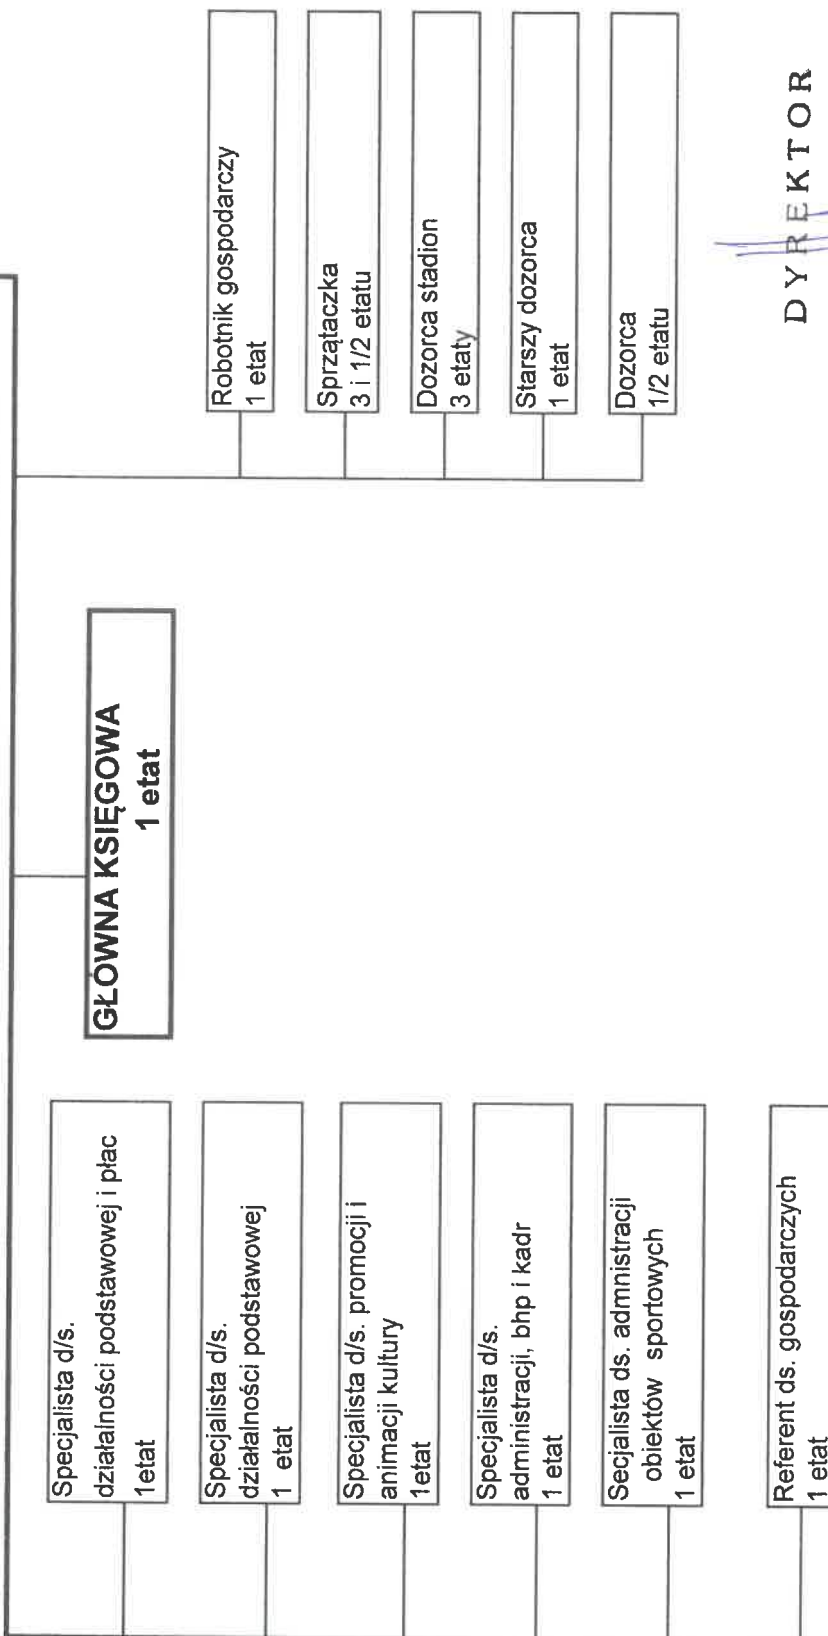 Specjalista d/s.
działalności podstawowej i płac
1etat
Specjalista d/s.
działalności podstawowej
1 etat
Specjalista d/s. promocji i
animacji kultury
1etat
Specjalista d/s.
administracji, bhp i kadr
1 etat
Secjalista ds. admnistracji
obiektów sportowych
1 etat
Referent ds. gospodarczych
1 etat
GŁÓWNA KSIĘGOWA
1 etat
Robotnik gospodarczy
1 etat
Sprzątaczka
3 i 1/2 etatu
Dozorca stadion
3 etaty
Starszy dozorca
1 etat
Dozorca
1/2 etatu
DYREKTOR